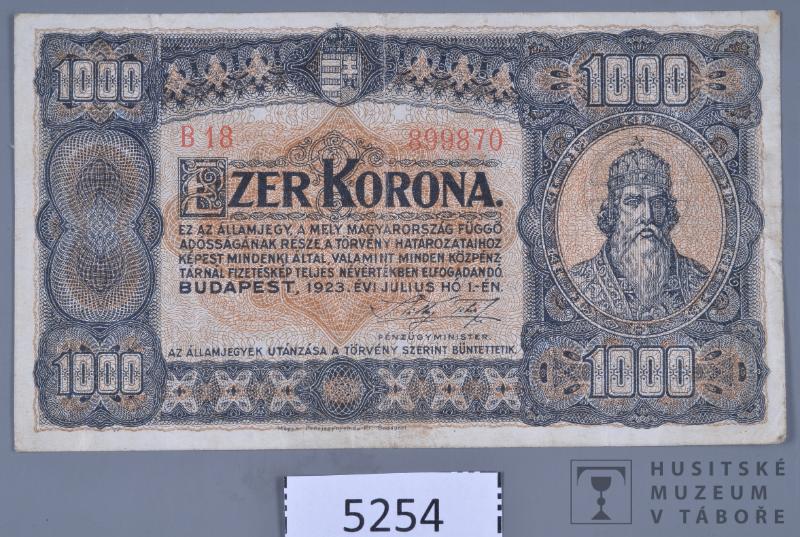 1000
1000
B 18
899870
EZER KORONA.
EZ AZ ÁLLAMJEGY, A MELY MAGYARORSZÁG FÜGGŐ
ADÓSSÁGÁNAK RÉSZE, A TÖRVÉNY HATÁROZATAIHOZ
KÉPEST MINDENKI ÁLTAL, VALAMINT MINDEN KÖZPÉNZ-
TÁRNÁL FIZETÉSKÉP TELJES NÉVÉRTÉKBEN ELFOGADANDÓ.
BUDAPEST, 1923. ÉVI JÚLIUS HÓ 1.-ÉN.
PÉNZÜGYMINISTER.
AZ ÁLLAMJEGYEK UTÁNZÁSA A TÖRVÉNY SZERINT BÜNTETTETIK.
1000
1000
5254
HUSITSKÉ
MUZEUM
V TÁBOŘE